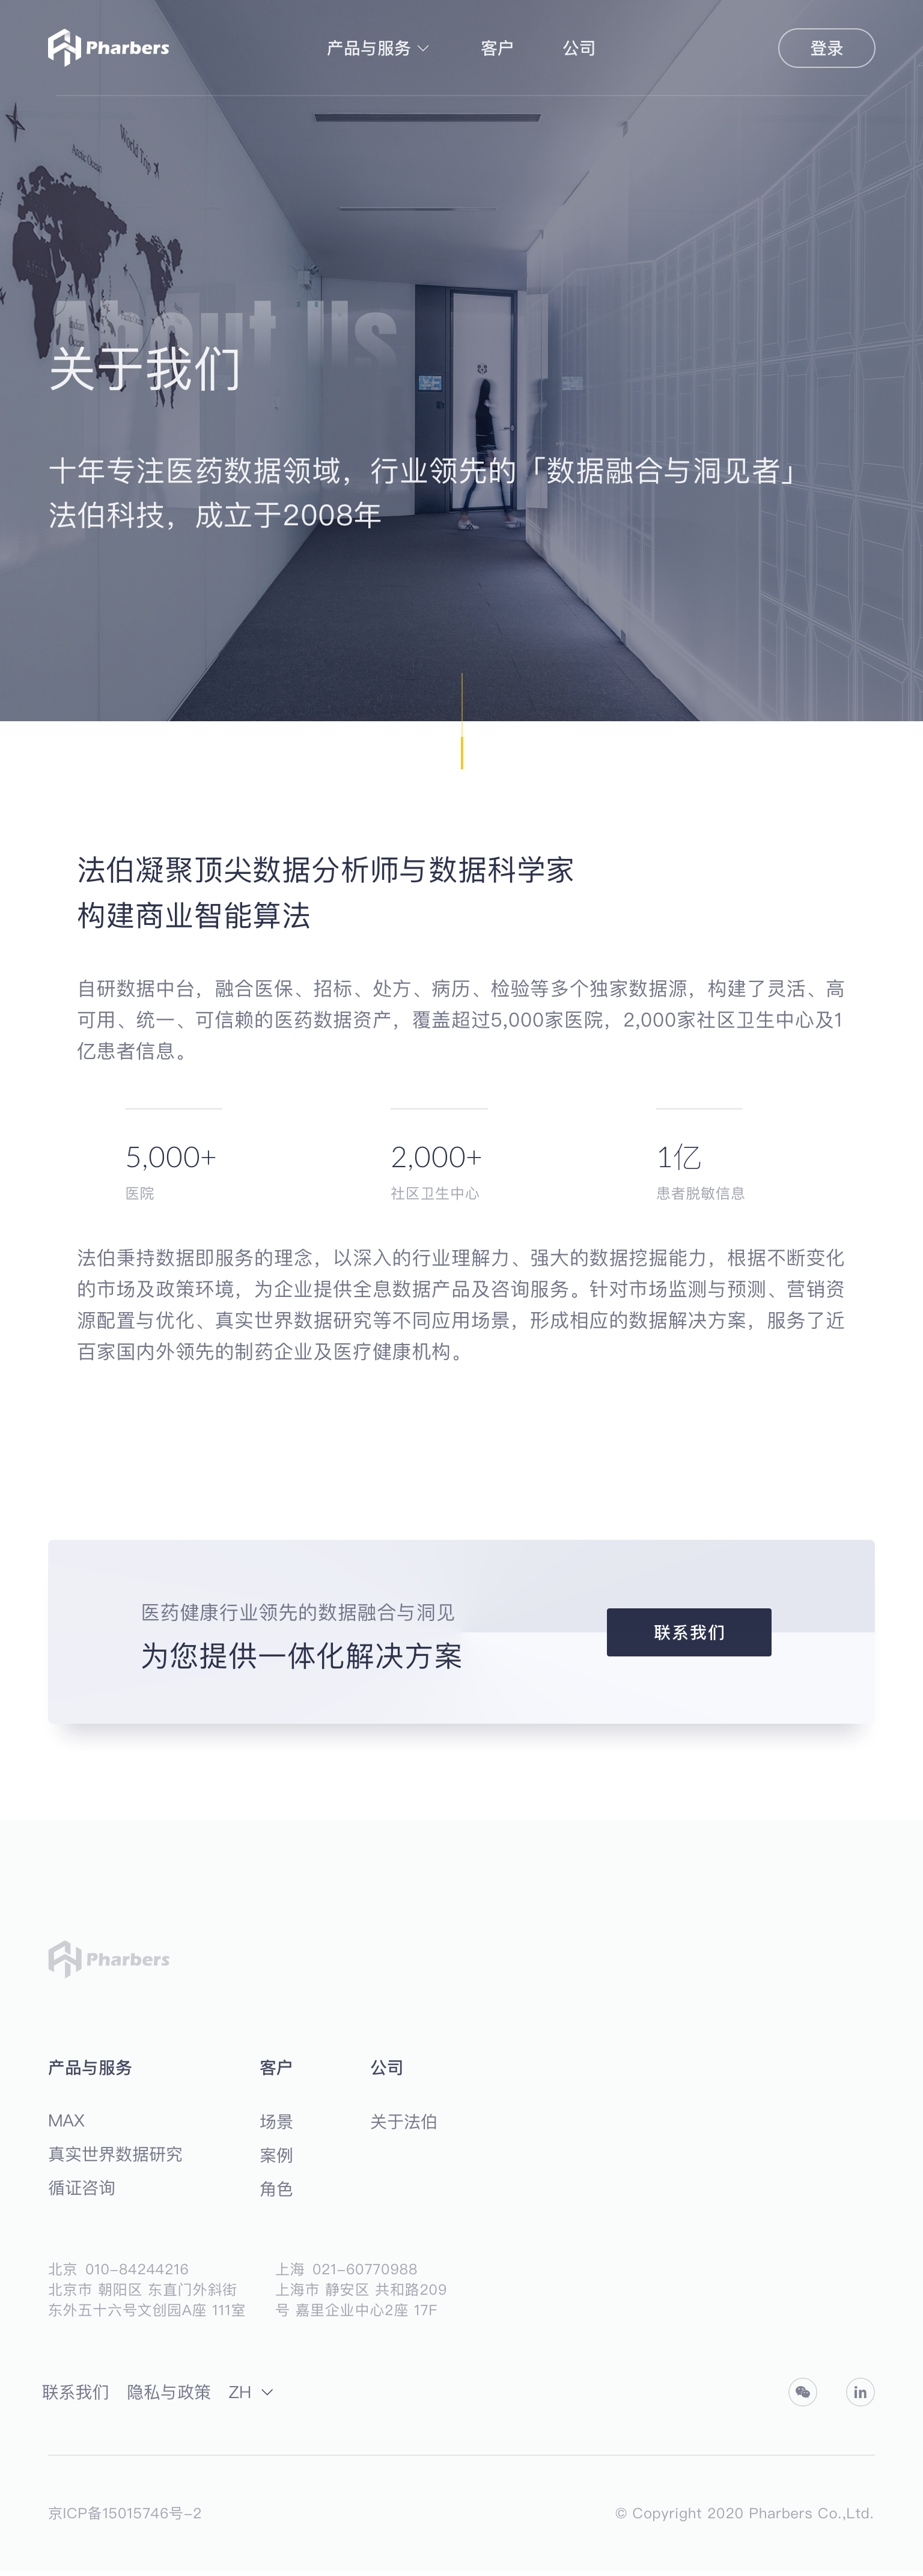 Pharbers
产品与服务
客户
公司
登录
World Trip
Arctic Ocean
About Us
关于我们
十年专注医药数据领域，行业领先的「数据融合与洞见者」
法伯科技，成立于2008年
法伯凝聚顶尖数据分析师与数据科学家
构建商业智能算法
自研数据中台，融合医保、招标、处方、病历、检验等多个独家数据源，构建了灵活、高
可用、统一、可信赖的医药数据资产，覆盖超过5,000家医院，2,000家社区卫生中心及1
亿患者信息。
5,000+
2,000+
1亿
医院
社区卫生中心
患者脱敏信息
法伯秉持数据即服务的理念，以深入的行业理解力、强大的数据挖掘能力，根据不断变化
的市场及政策环境，为企业提供全息数据产品及咨询服务。针对市场监测与预测、营销资
源配置与优化、真实世界数据研究等不同应用场景，形成相应的数据解决方案，服务了近
百家国内外领先的制药企业及医疗健康机构。
医药健康行业领先的数据融合与洞见
为您提供一体化解决方案
联系我们
Pharbers
产品与服务
客户
公司
MAX
场景
关于法伯
真实世界数据研究
案例
循证咨询
角色
北京 010-84244216
北京市 朝阳区 东直门外斜街
东外五十六号文创园A座 111室
上海 021-60770988
上海市 静安区 共和路209
号 嘉里企业中心2座 17F
联系我们
隐私与政策
ZH
in
京ICP备15015746号-2
© Copyright 2020 Pharbers Co.,Ltd.